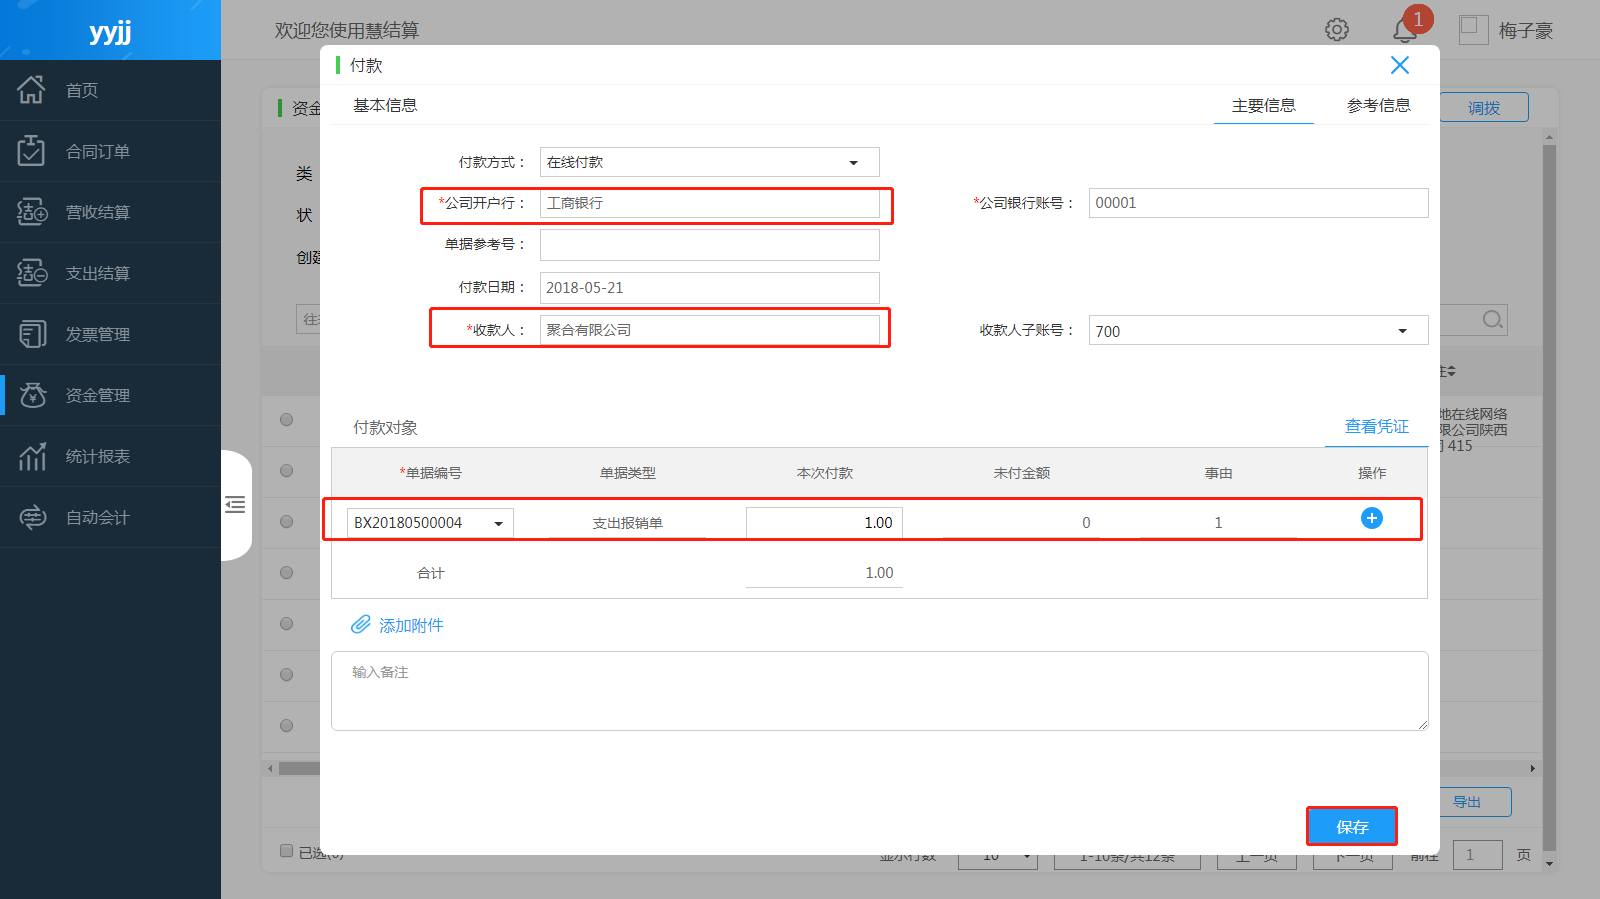 yyjj
欢迎您使用慧结算
1
梅子豪
首页
合同订单
营收结算
支出结算
发票管理
资金管理
统计报表
自动会计
资金
调拨
类
状
创建
往
付款
基本信息
主要信息
参考信息
付款方式：
在线付款
*公司开户行：
工商银行
*公司银行账号：
00001
单据参考号：
付款日期：
2018-05-21
*收款人：
聚合有限公司
收款人子账号：
700
付款对象
查看凭证
*单据编号
单据类型
本次付款
未付金额
事由
操作
BX20180500004
支出报销单
1.00
0
1
合计
1.00
添加附件
输入备注
保存
注
地在线网络
限公司陕西
司 415
导出
已选(0)
显示行数
10
1-10条/共12条
上一页
下一页
前往
1
页